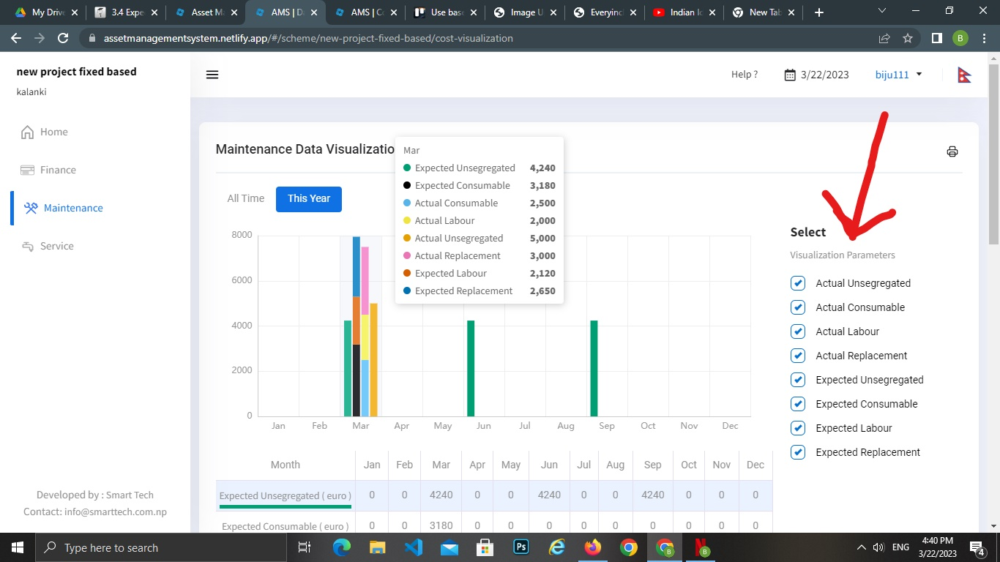 My Drive
3.4 Expe
Asset Ma
AMS | Da
AMS | Co
Use base
Image U
Everyinc
Indian Ic
New Tab
assetmanagementsystem.netlify.app/#/scheme/new-project-fixed-based/cost-visualization
B
new project fixed based
kalanki
Help ?
3/22/2023
biju111
Home
Finance
Maintenance
Service
Maintenance Data Visualizatio
All Time
This Year
Mar
Expected Unsegregated 4,240
Expected Consumable 3,180
Actual Consumable 2,500
Actual Labour 2,000
Actual Unsegregated 5,000
Actual Replacement 3,000
Expected Labour 2,120
Expected Replacement 2,650
8000
6000
4000
2000
0
Jan Feb Mar Apr May Jun Jul Aug Sep Oct Nov Dec
Select
Visualization Parameters
Actual Unsegregated
Actual Consumable
Actual Labour
Actual Replacement
Expected Unsegregated
Expected Consumable
Expected Labour
Expected Replacement
Month Jan Feb Mar Apr May Jun Jul Aug Sep Oct Nov Dec
Expected Unsegregated ( euro ) 0 0 4240 0 0 4240 0 0 4240 0 0 0
Expected Consumable ( euro ) 0 0 3180 0 0 0 0 0 0 0 0 0
Developed by : Smart Tech
Contact: info@smarttech.com.np
Type here to search
Ps
B
B
ENG
4:40 PM
3/22/2023
4